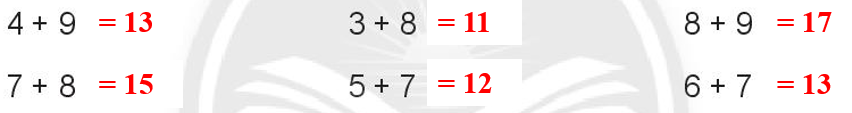 4 + 9 = 13 3 + 8 = 11 8 + 9 = 17
7 + 8 = 15 5 + 7 = 12 6 + 7 = 13